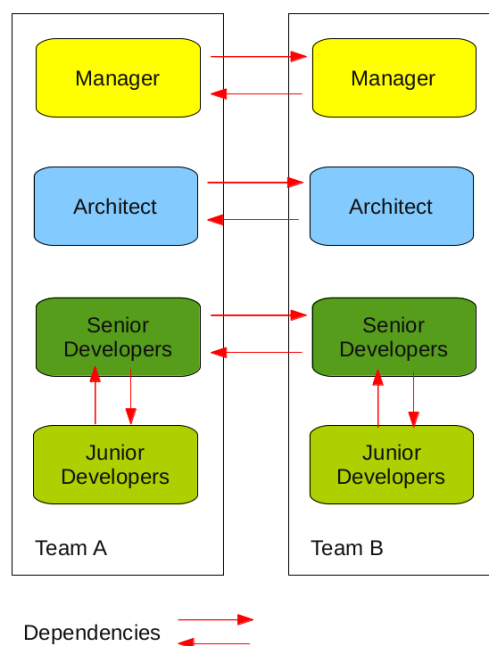 Manager
Manager
Architect
Architect
Senior
Developers
Senior
Developers
Junior
Developers
Junior
Developers
Team A
Team B
Dependencies